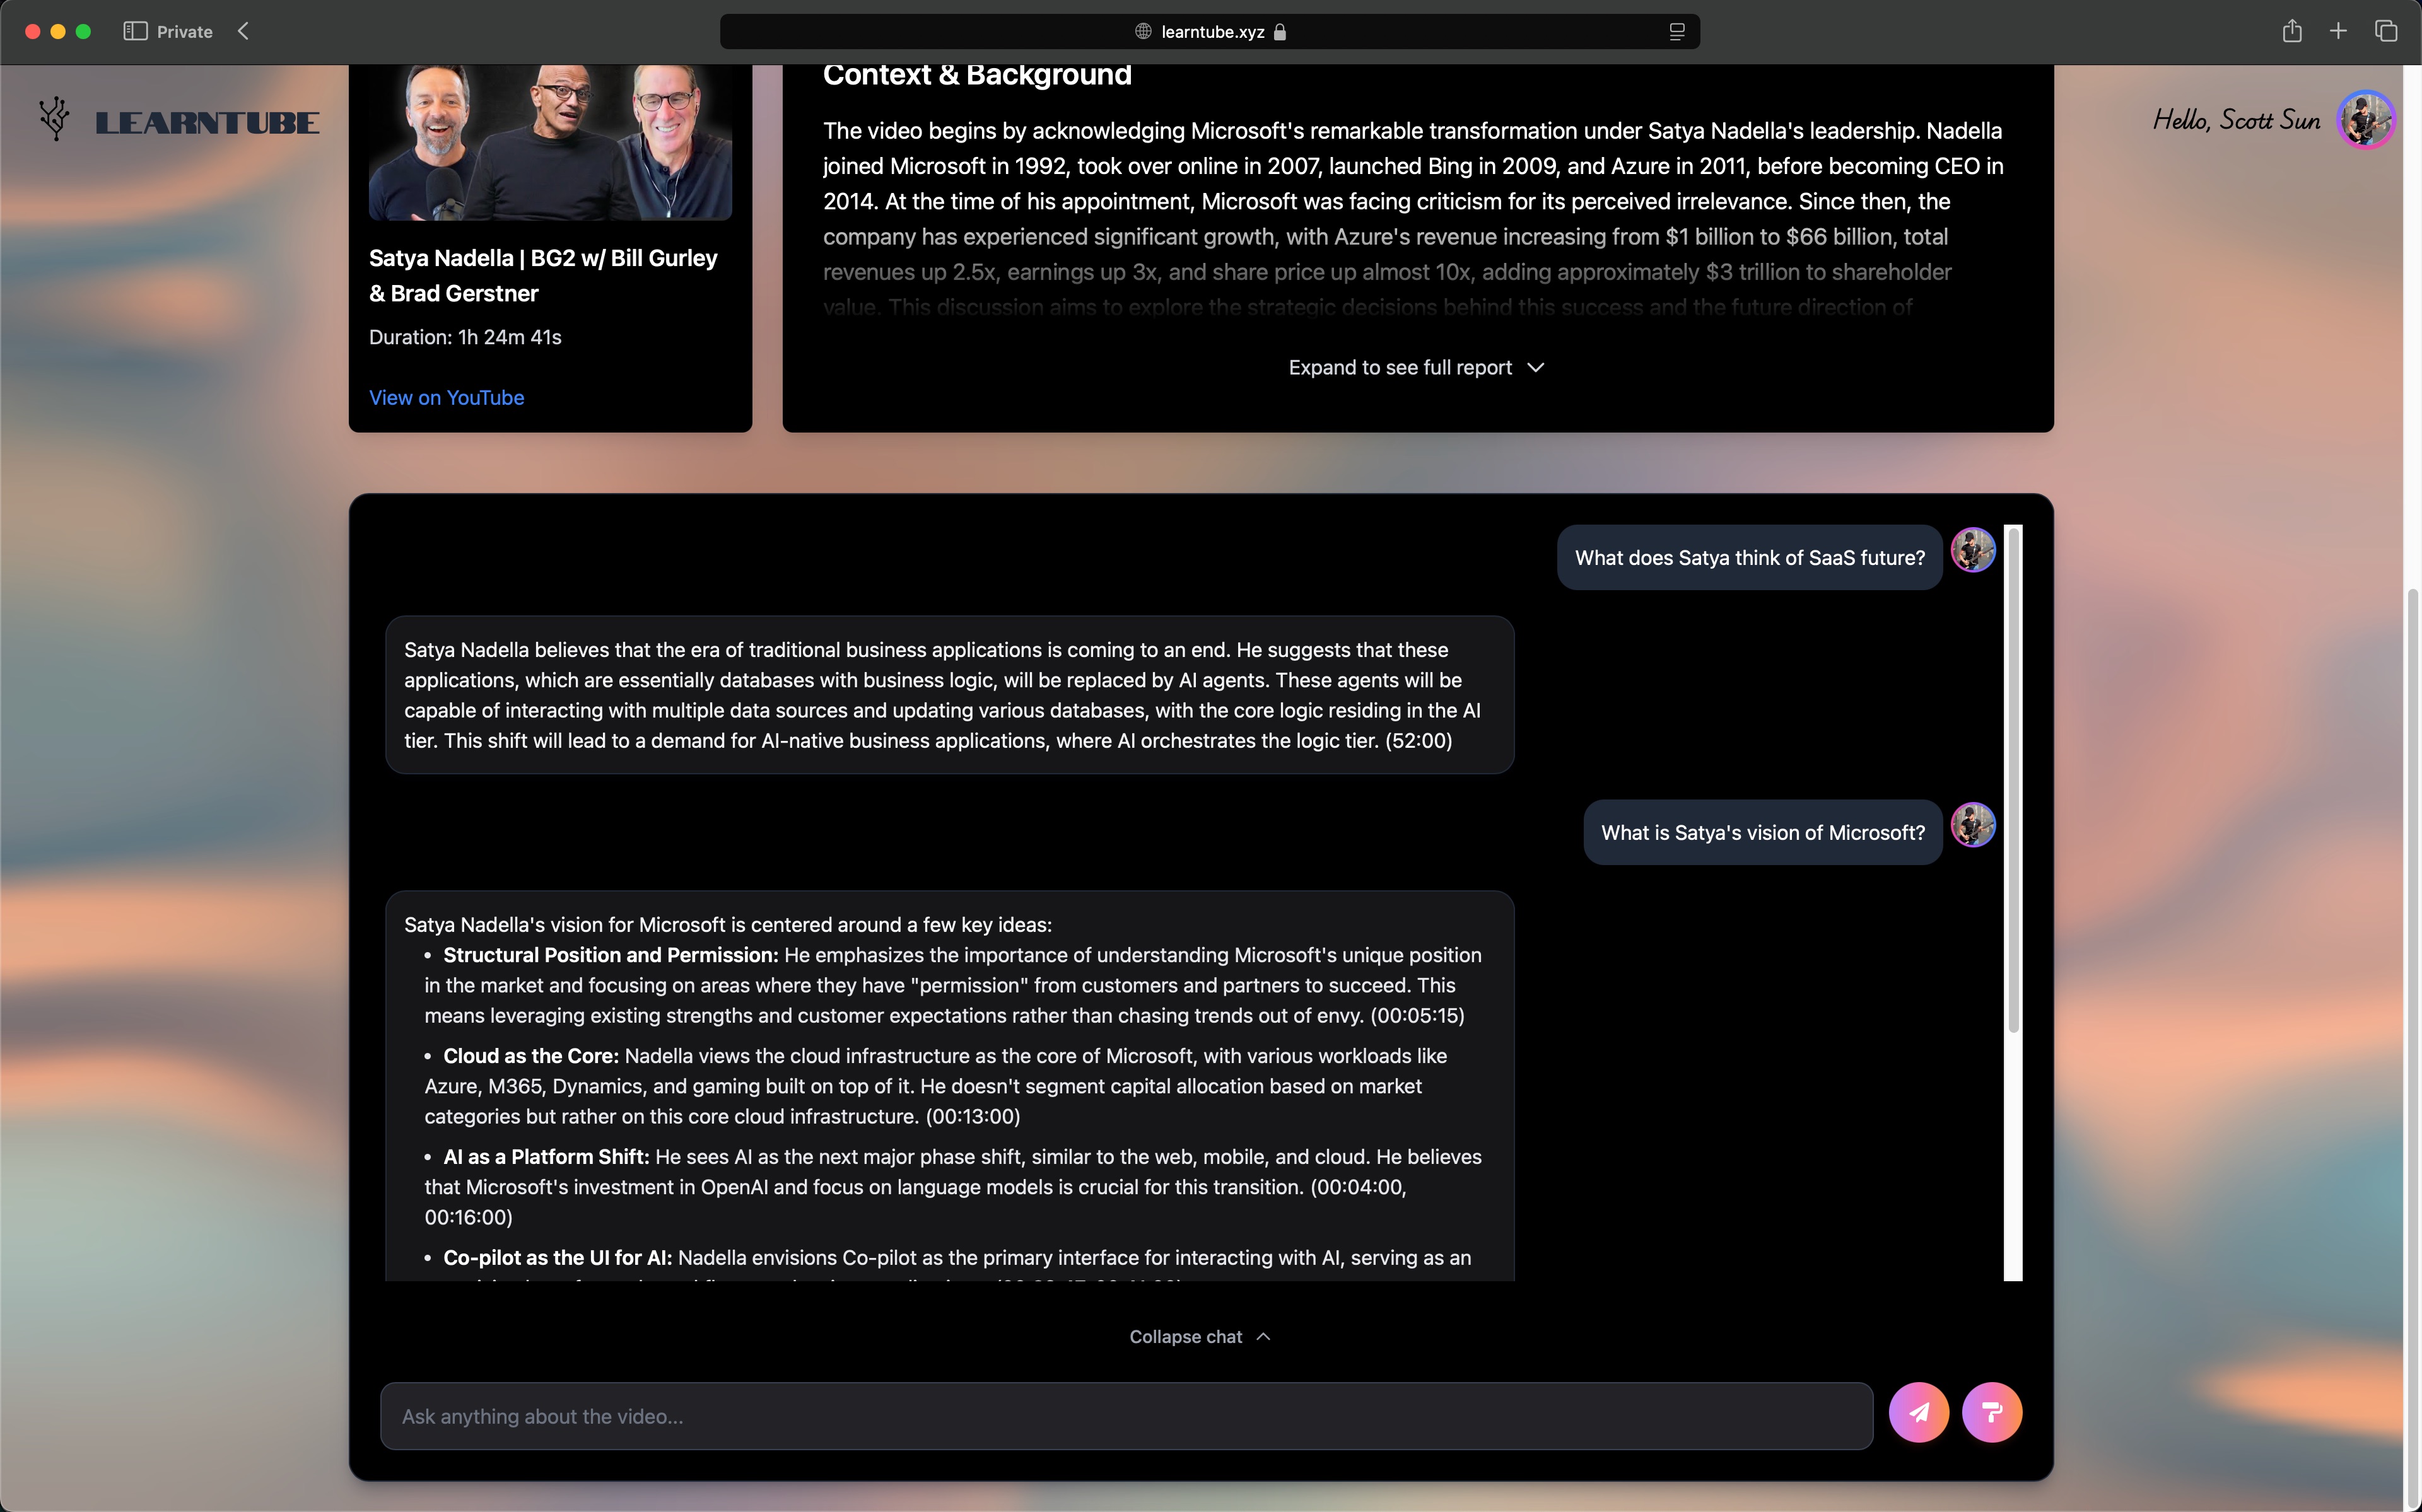 Private
learntube.xyz
LEARNTUBE
Hello, Scott Sun
Satya Nadella | BG2 w/ Bill Gurley
& Brad Gerstner
Duration: 1h 24m 41s
View on YouTube
Context & Background
The video begins by acknowledging Microsoft's remarkable transformation under Satya Nadella's leadership. Nadella
joined Microsoft in 1992, took over online in 2007, launched Bing in 2009, and Azure in 2011, before becoming CEO in
2014. At the time of his appointment, Microsoft was facing criticism for its perceived irrelevance. Since then, the
company has experienced significant growth, with Azure's revenue increasing from $1 billion to $66 billion, total
revenues up 2.5x, earnings up 3x, and share price up almost 10x, adding approximately $3 trillion to shareholder
value. This discussion aims to explore the strategic decisions behind this success and the future direction of
Expand to see full report
What does Satya think of SaaS future?
Satya Nadella believes that the era of traditional business applications is coming to an end. He suggests that these
applications, which are essentially databases with business logic, will be replaced by AI agents. These agents will be
capable of interacting with multiple data sources and updating various databases, with the core logic residing in the AI
tier. This shift will lead to a demand for AI-native business applications, where AI orchestrates the logic tier. (52:00)
What is Satya's vision of Microsoft?
Satya Nadella's vision for Microsoft is centered around a few key ideas:
• Structural Position and Permission: He emphasizes the importance of understanding Microsoft's unique position
in the market and focusing on areas where they have "permission" from customers and partners to succeed. This
means leveraging existing strengths and customer expectations rather than chasing trends out of envy. (00:05:15)
• Cloud as the Core: Nadella views the cloud infrastructure as the core of Microsoft, with various workloads like
Azure, M365, Dynamics, and gaming built on top of it. He doesn't segment capital allocation based on market
categories but rather on this core cloud infrastructure. (00:13:00)
• AI as a Platform Shift: He sees AI as the next major phase shift, similar to the web, mobile, and cloud. He believes
that Microsoft's investment in OpenAI and focus on language models is crucial for this transition. (00:04:00,
00:16:00)
• Co-pilot as the UI for AI: Nadella envisions Co-pilot as the primary interface for interacting with AI, serving as an
Collapse chat
Ask anything about the video...